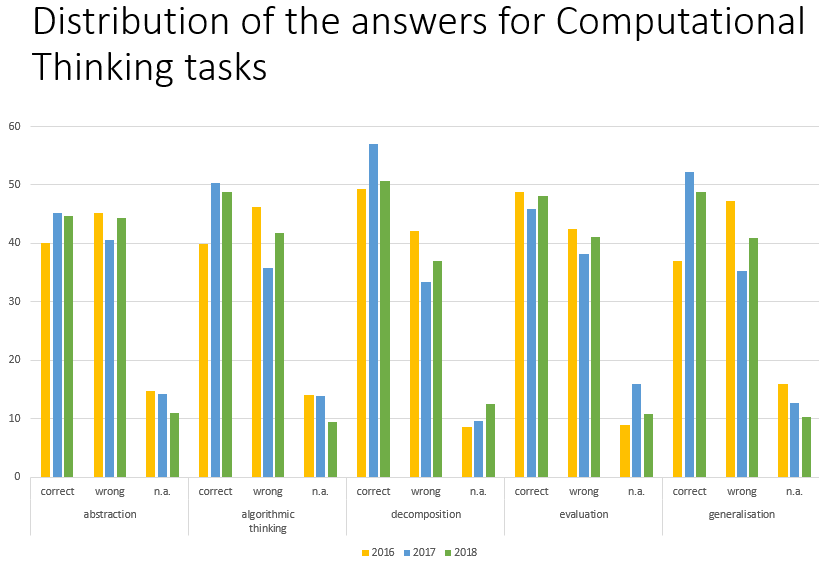 Distribution of the answers for Computational
Thinking tasks
60
50
40
30
20
10
0
correct wrong n.a. correct wrong n.a. correct wrong n.a. correct wrong n.a. correct wrong n.a.
abstraction algorithmic decomposition evaluation generalisation
thinking
2016 2017 2018